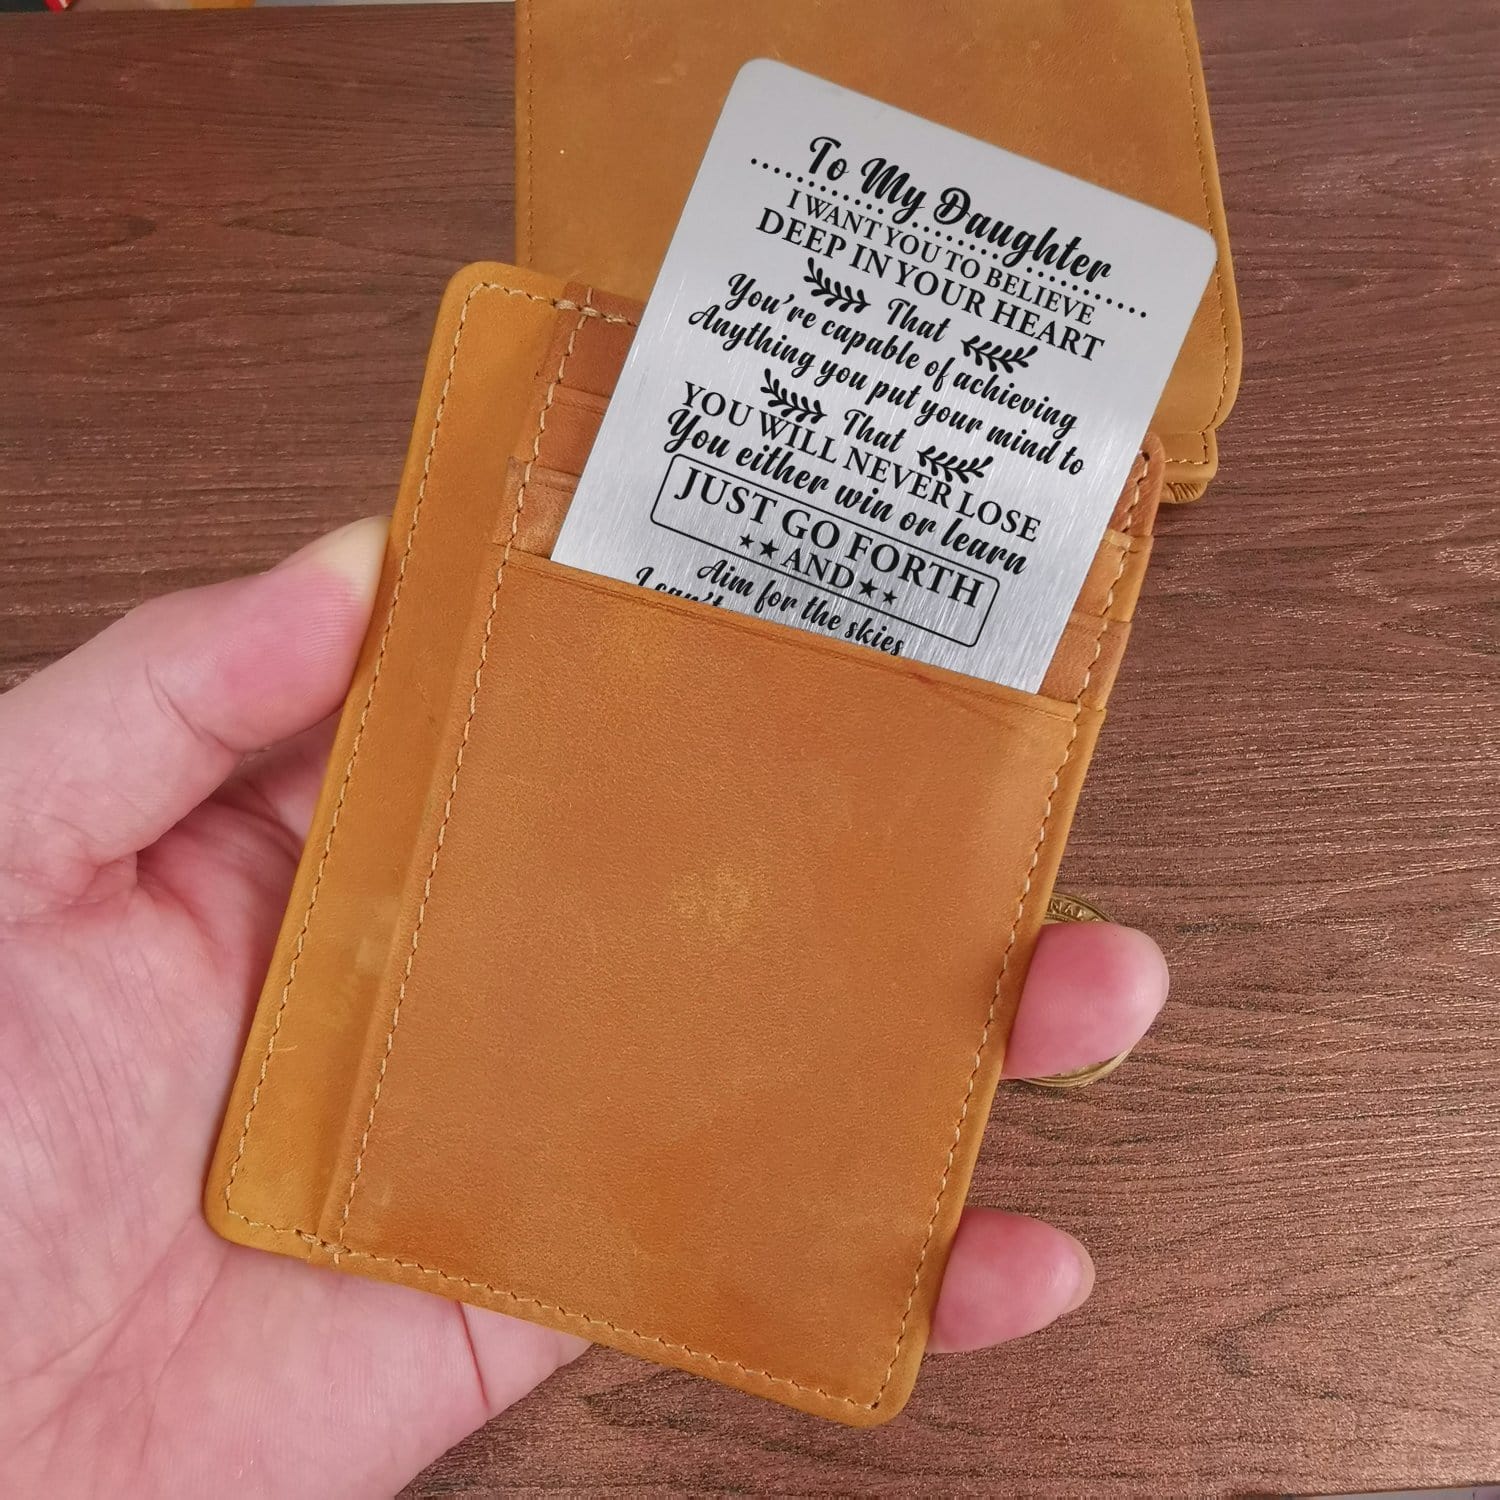 To My Daughter
I WANT YOU TO BELIEVE
DEEP IN YOUR HEART
That
You're capable of achieving
Anything you put your mind to
That
YOU WILL NEVER LOSE
You either win or learn
JUST GO FORTH
AND
Aim for the skies
I can't